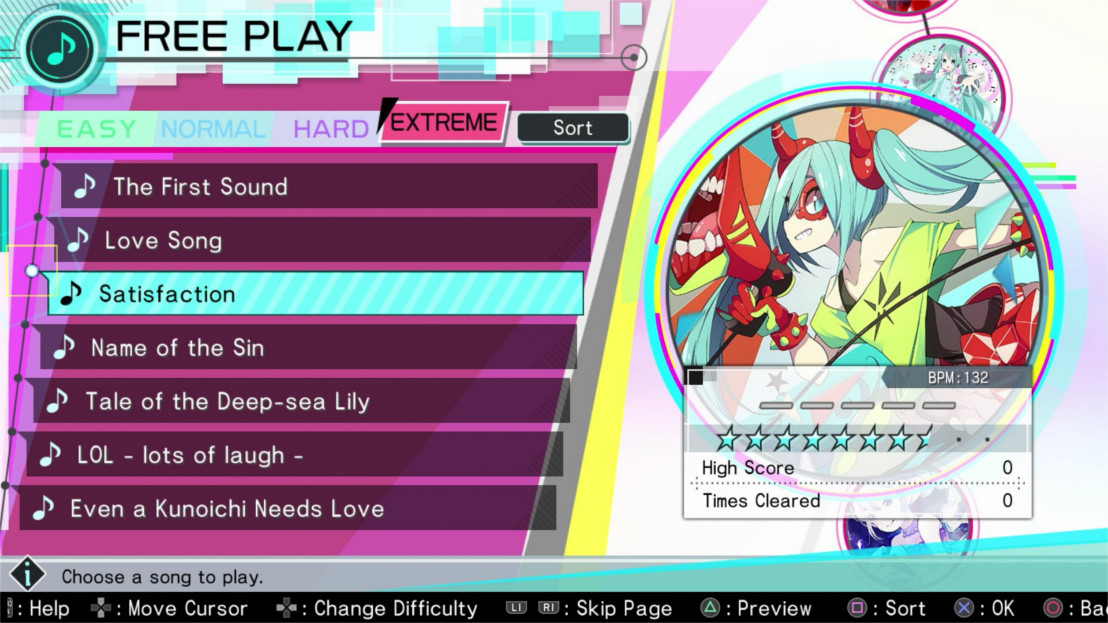 FREE PLAY
EASY NORMAL HARD EXTREME Sort
The First Sound
Love Song
Satisfaction
Name of the Sin
Tale of the Deep-sea Lily
LOL - lots of laugh -
Even a Kunoichi Needs Love
BPM:132
High Score 0
Times Cleared 0
Choose a song to play.
: Help : Move Cursor : Change Difficulty L1 R1 : Skip Page : Preview : Sort : OK : Ba